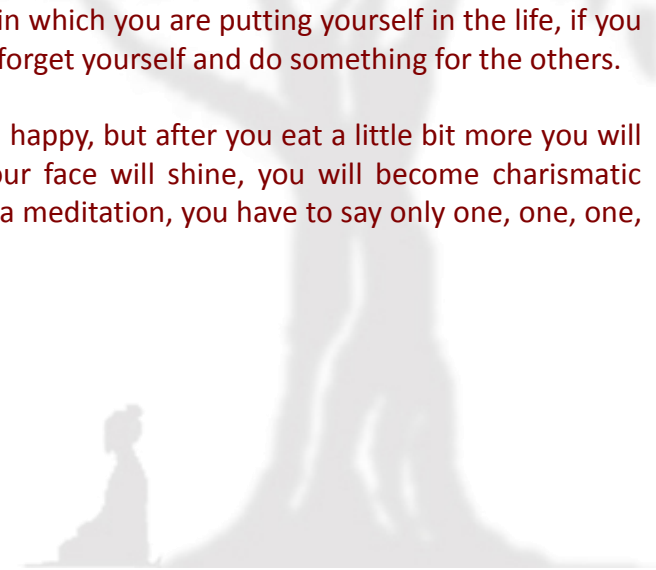 in which you are putting yourself in the life, if you
forget yourself and do something for the others.
happy, but after you eat a little bit more you will
our face will shine, you will become charismatic
a meditation, you have to say only one, one, one,